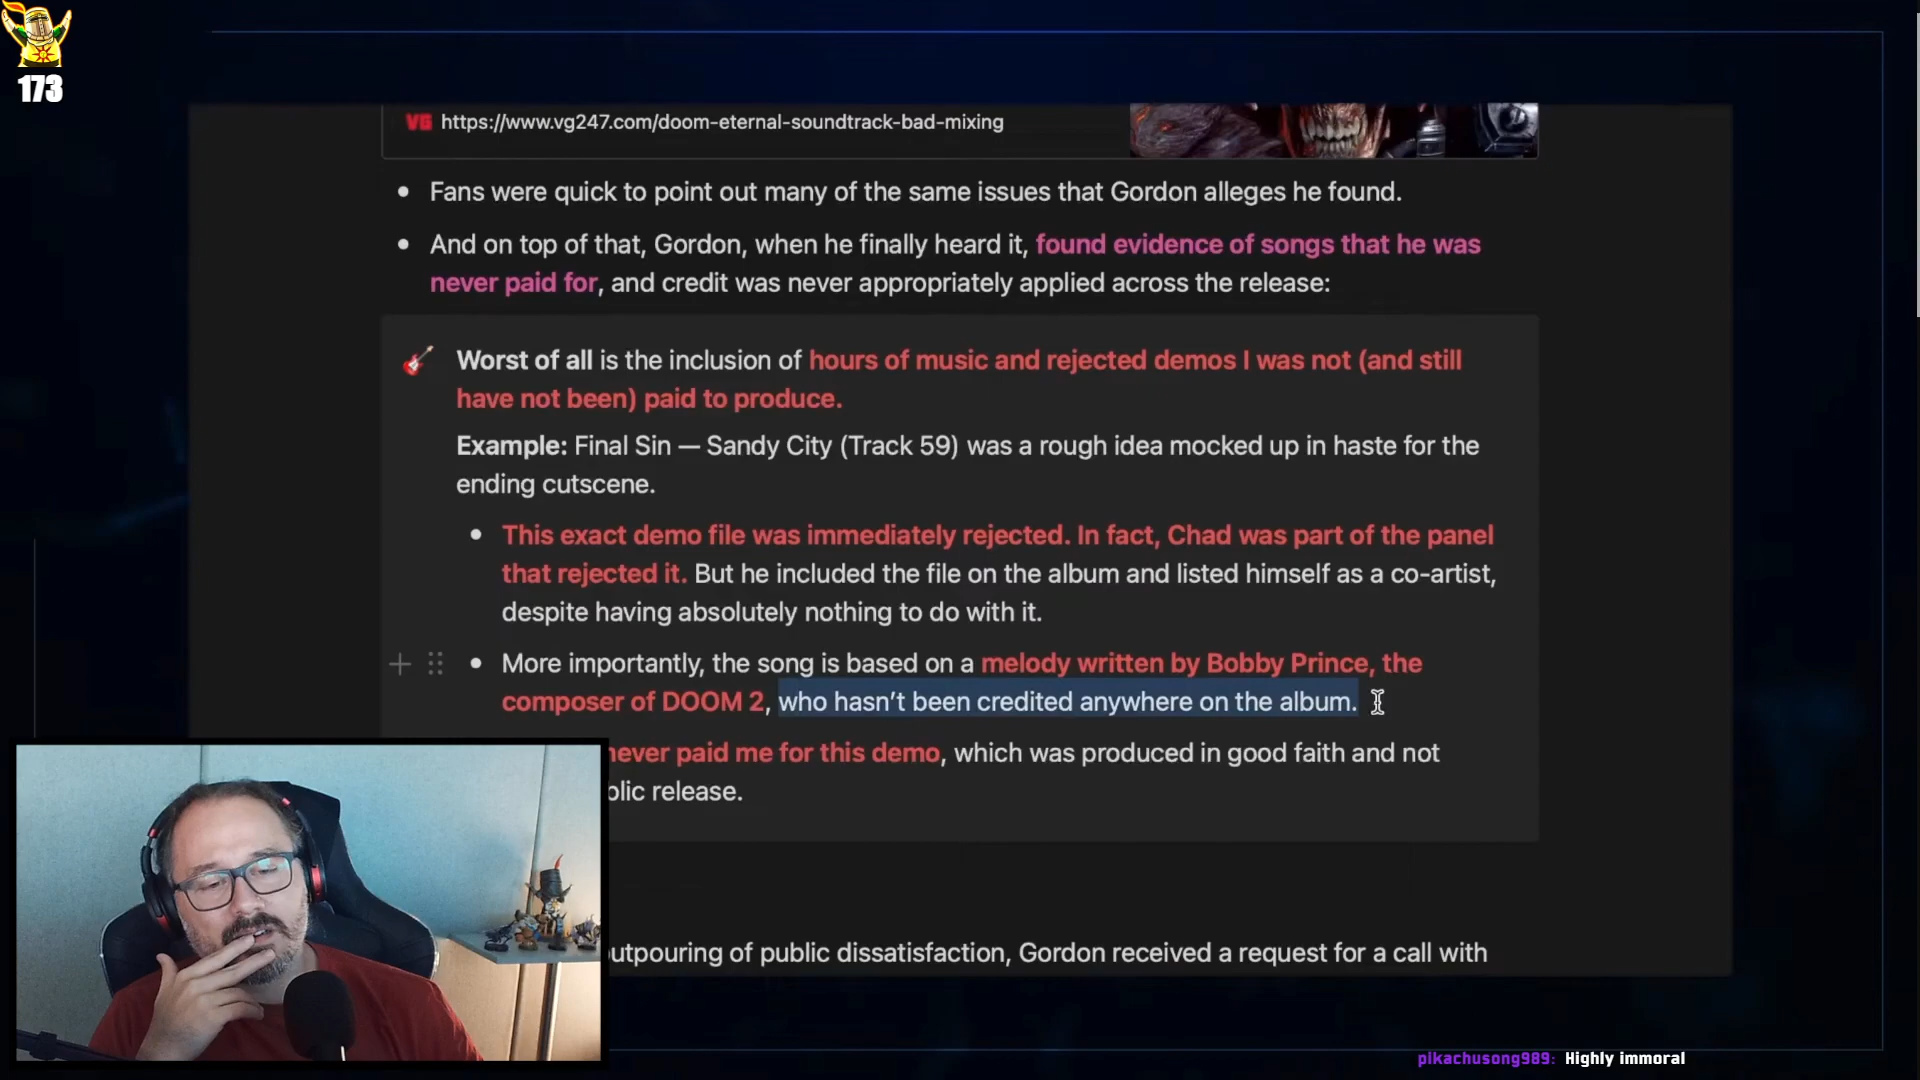 173
VG https://www.vg247.com/doom-eternal-soundtrack-bad-mixing
• Fans were quick to point out many of the same issues that Gordon alleges he found.
• And on top of that, Gordon, when he finally heard it, found evidence of songs that he was
never paid for, and credit was never appropriately applied across the release:
Worst of all is the inclusion of hours of music and rejected demos I was not (and still
have not been) paid to produce.
Example: Final Sin — Sandy City (Track 59) was a rough idea mocked up in haste for the
ending cutscene.
• This exact demo file was immediately rejected. In fact, Chad was part of the panel
that rejected it. But he included the file on the album and listed himself as a co-artist,
despite having absolutely nothing to do with it.
• More importantly, the song is based on a melody written by Bobby Prince, the
composer of DOOM 2, who hasn’t been credited anywhere on the album.
never paid me for this demo, which was produced in good faith and not
release.
of public dissatisfaction, Gordon received a request for a call with
plkachusong989: Highly immoral